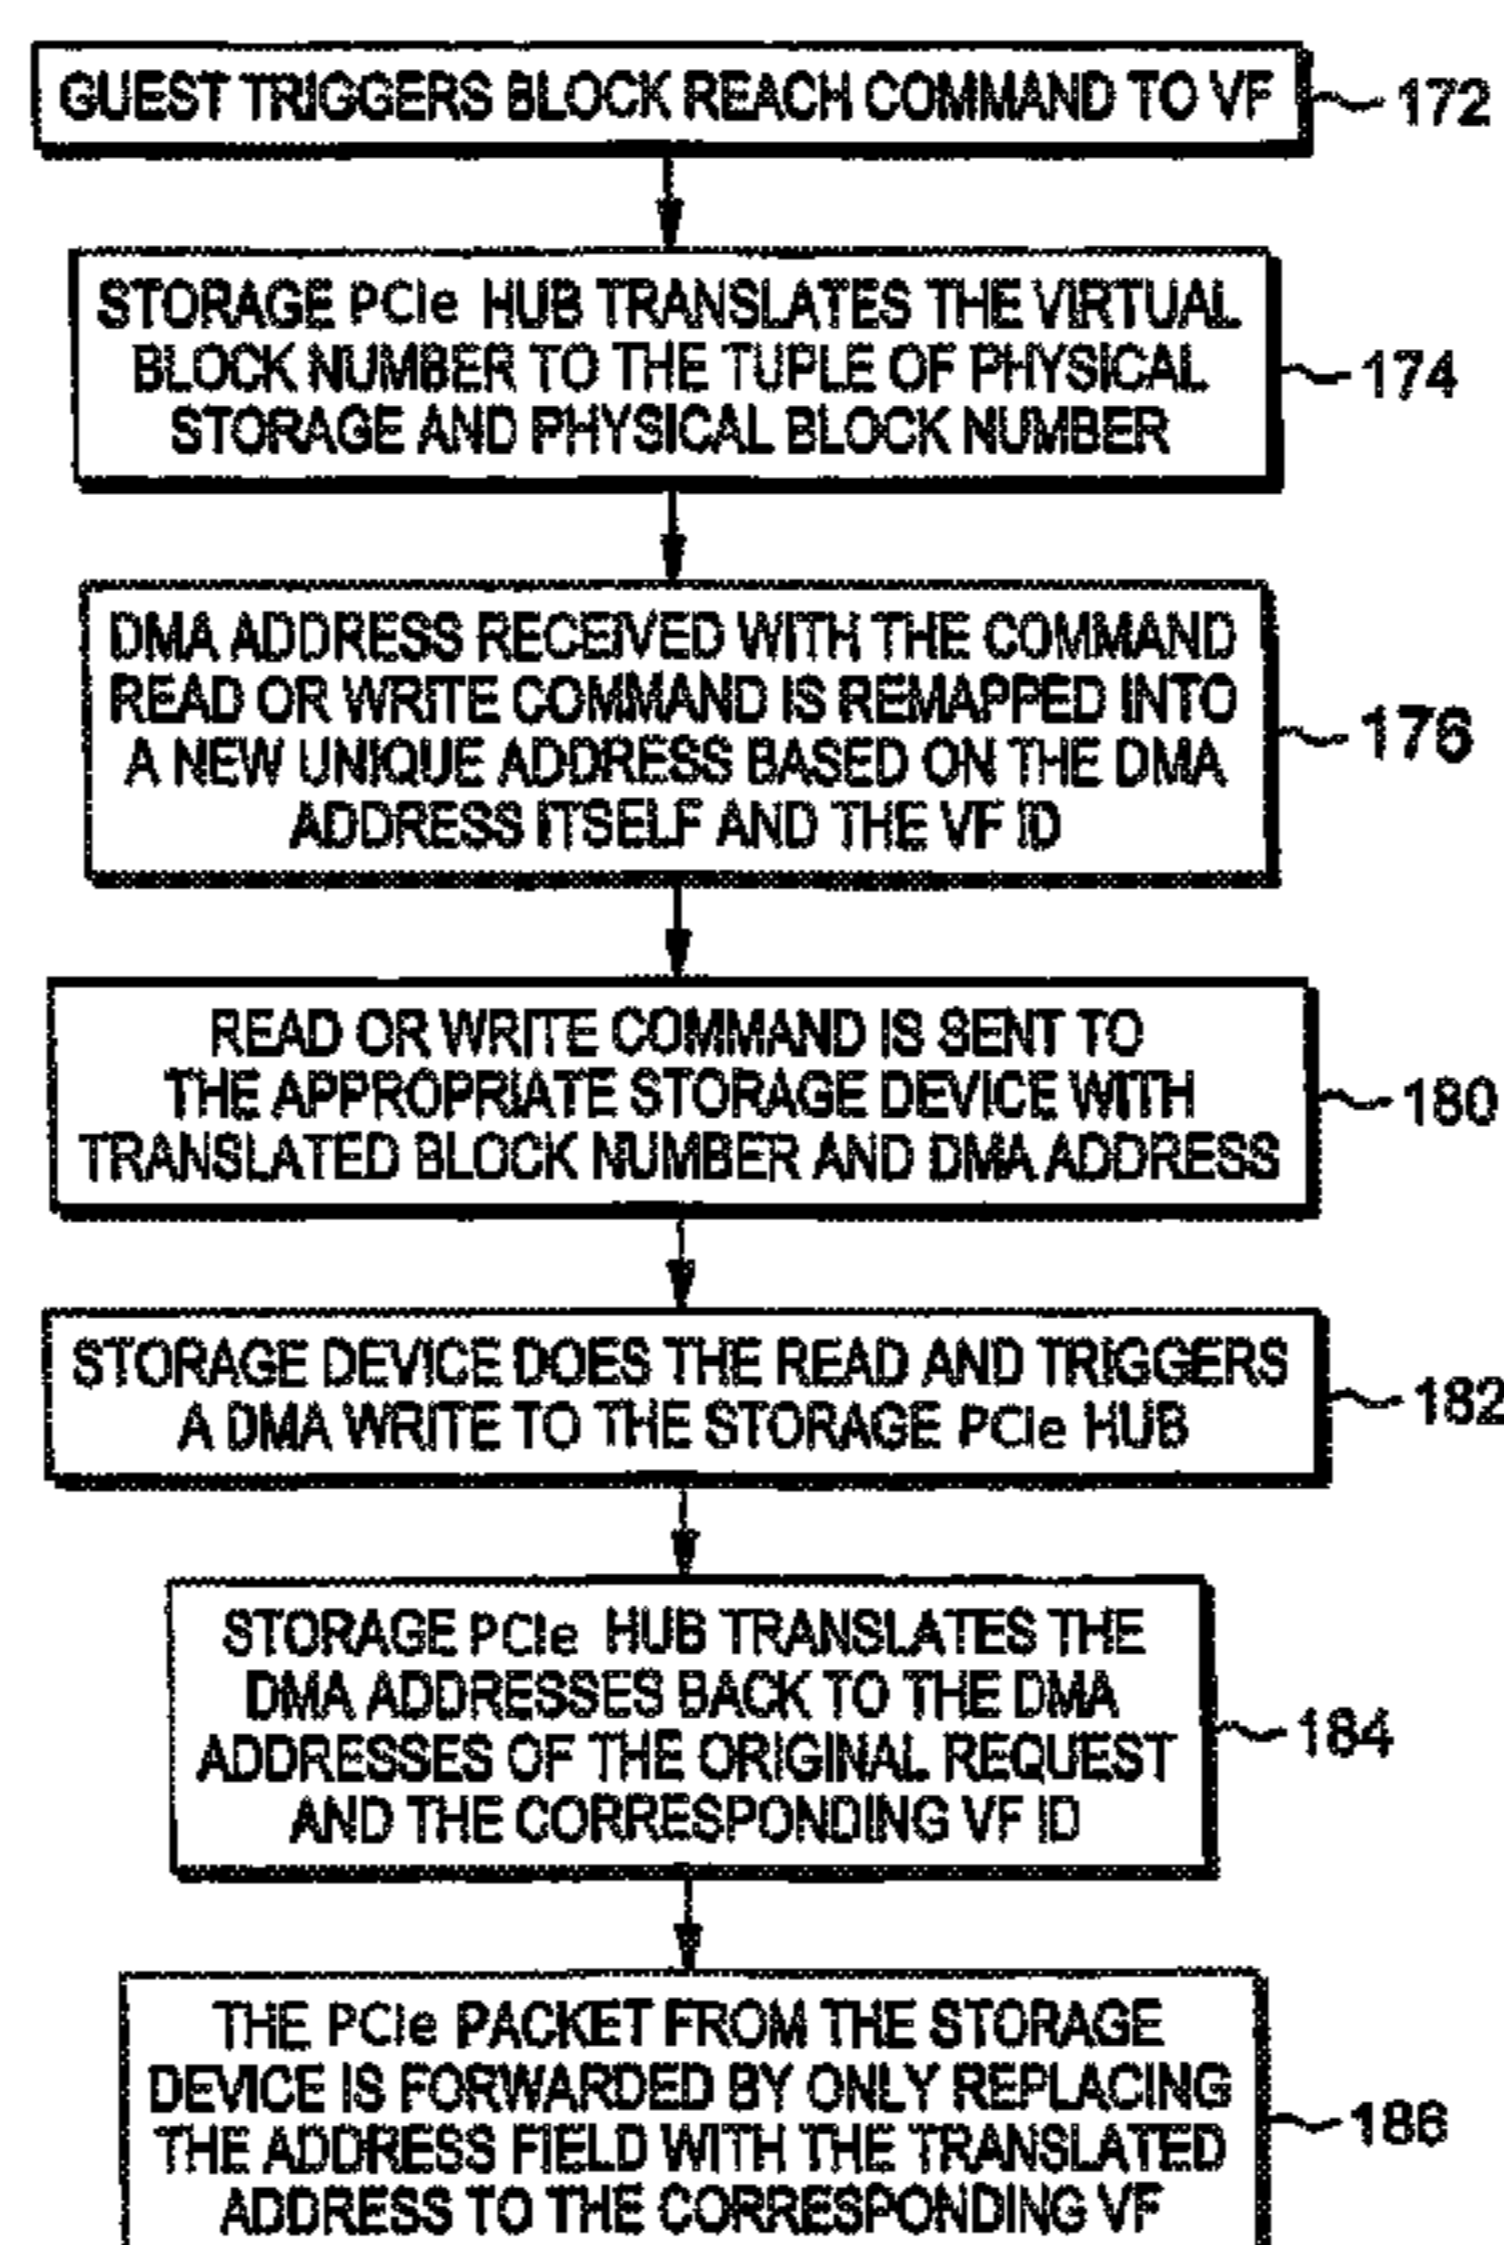 GUEST TRIGGERS BLOCK REACH COMMAND TO VF
172
STORAGE PCIe HUB TRANSLATES THE VIRTUAL
BLOCK NUMBER TO THE TUPLE OF PHYSICAL
STORAGE AND PHYSICAL BLOCK NUMBER
174
DMA ADDRESS RECEIVED WITH THE COMMAND
READ OR WRITE COMMAND IS REMAPPED INTO
A NEW UNIQUE ADDRESS BASED ON THE DMA
ADDRESS ITSELF AND THE VF ID
176
READ OR WRITE COMMAND IS SENT TO
THE APPROPRIATE STORAGE DEVICE WITH
TRANSLATED BLOCK NUMBER AND DMA ADDRESS
180
STORAGE DEVICE DOES THE READ AND TRIGGERS
A DMA WRITE TO THE STORAGE PCIe HUB
182
STORAGE PCIe HUB TRANSLATES THE
DMA ADDRESSES BACK TO THE DMA
ADDRESSES OF THE ORIGINAL REQUEST
AND THE CORRESPONDING VF ID
184
THE PCIe PACKET FROM THE STORAGE
DEVICE IS FORWARDED BY ONLY REPLACING
THE ADDRESS FIELD WITH THE TRANSLATED
ADDRESS TO THE CORRESPONDING VF
186